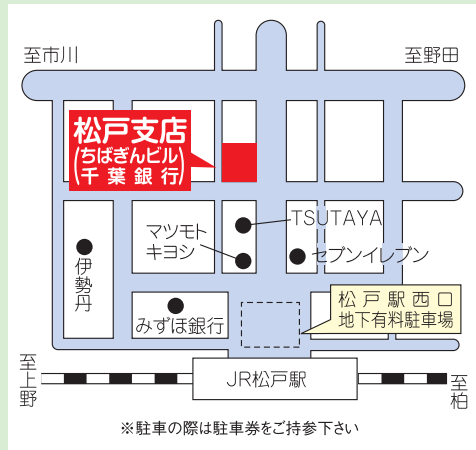 至市川
至野田
松戸支店
(ちばぎんビル)
(千葉銀行)
TSUTAYA
マツモト
キヨシ
セブンイレブン
伊勢丹
みずほ銀行
松戸駅西口
地下有料駐車場
至上野
JR松戸駅
至柏
※駐車の際は駐車券をご持参下さい